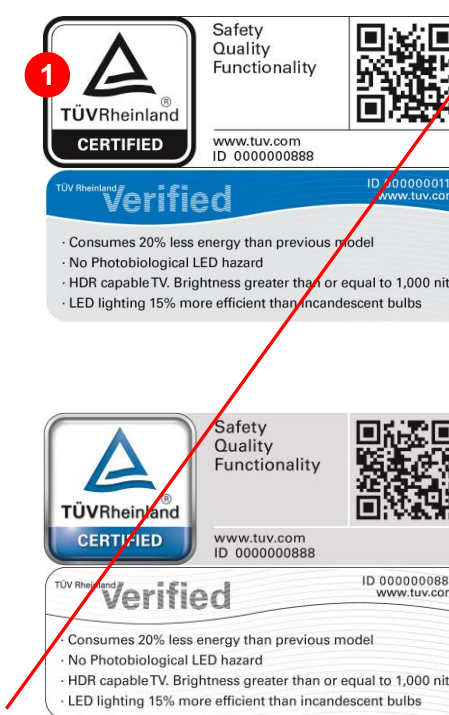 1
Safety
Quality
Functionality
TÜVRheinland®
CERTIFIED
www.tuv.com
ID 0000000888
TÜV Rheinland
verified
www.tuv.com
· Consumes 20% less energy than previous model
· No Photobiological LED hazard
· HDR capable TV. Brightness greater than or equal to 1,000 nit
· LED lighting 15% more efficient than incandescent bulbs
Safety
Quality
Functionality
TÜVRheinland®
CERTIFIED
www.tuv.com
ID 0000000888
TÜV Rheinland
verified
ID 000000088
www.tuv.com
· Consumes 20% less energy than previous model
· No Photobiological LED hazard
· HDR capable TV. Brightness greater than or equal to 1,000 nit
· LED lighting 15% more efficient than incandescent bulbs